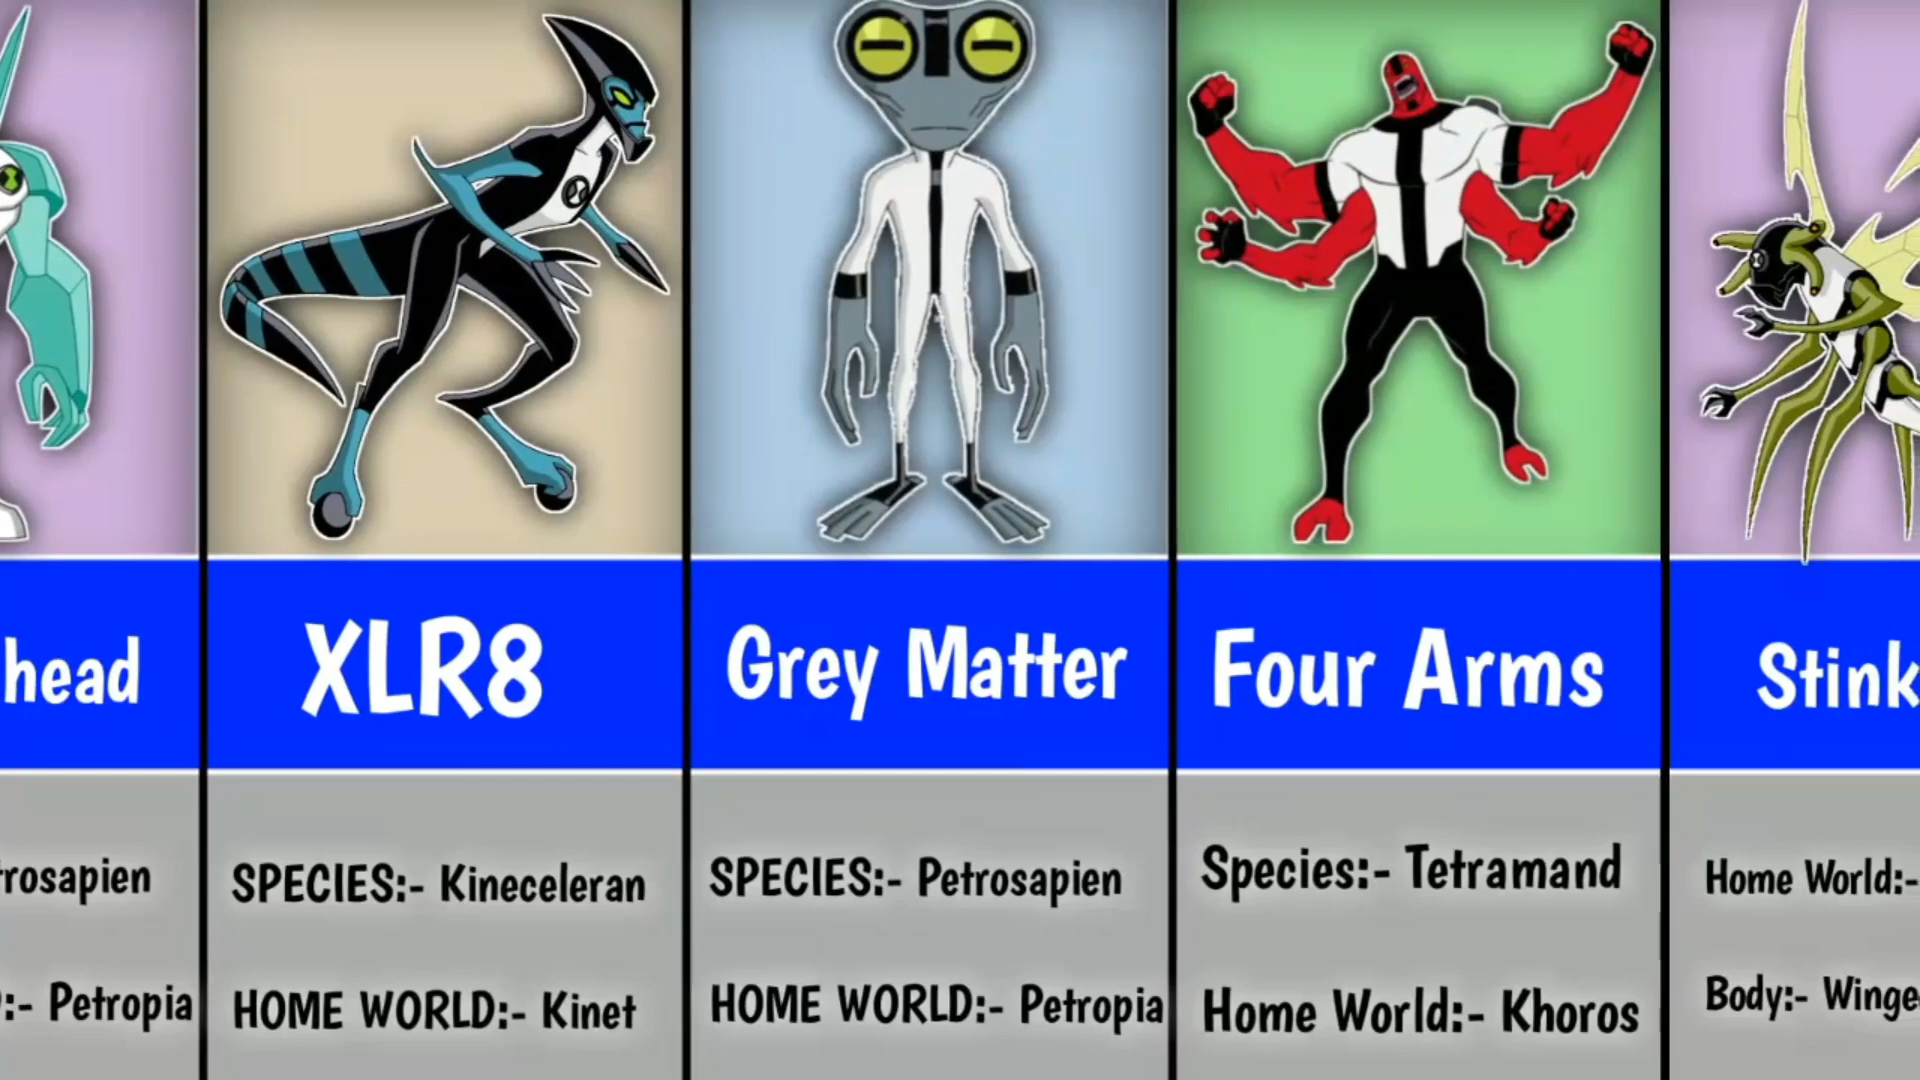 head
XLR8
Grey Matter
Four Arms
Stink
trosapien
SPECIES:- Kineceleran
SPECIES:- Petrosapien
Species:- Tetramand
Home World:-
:- Petropia
HOME WORLD:- Kinet
HOME WORLD:- Petropia
Home World:- Khoros
Body:- Winge